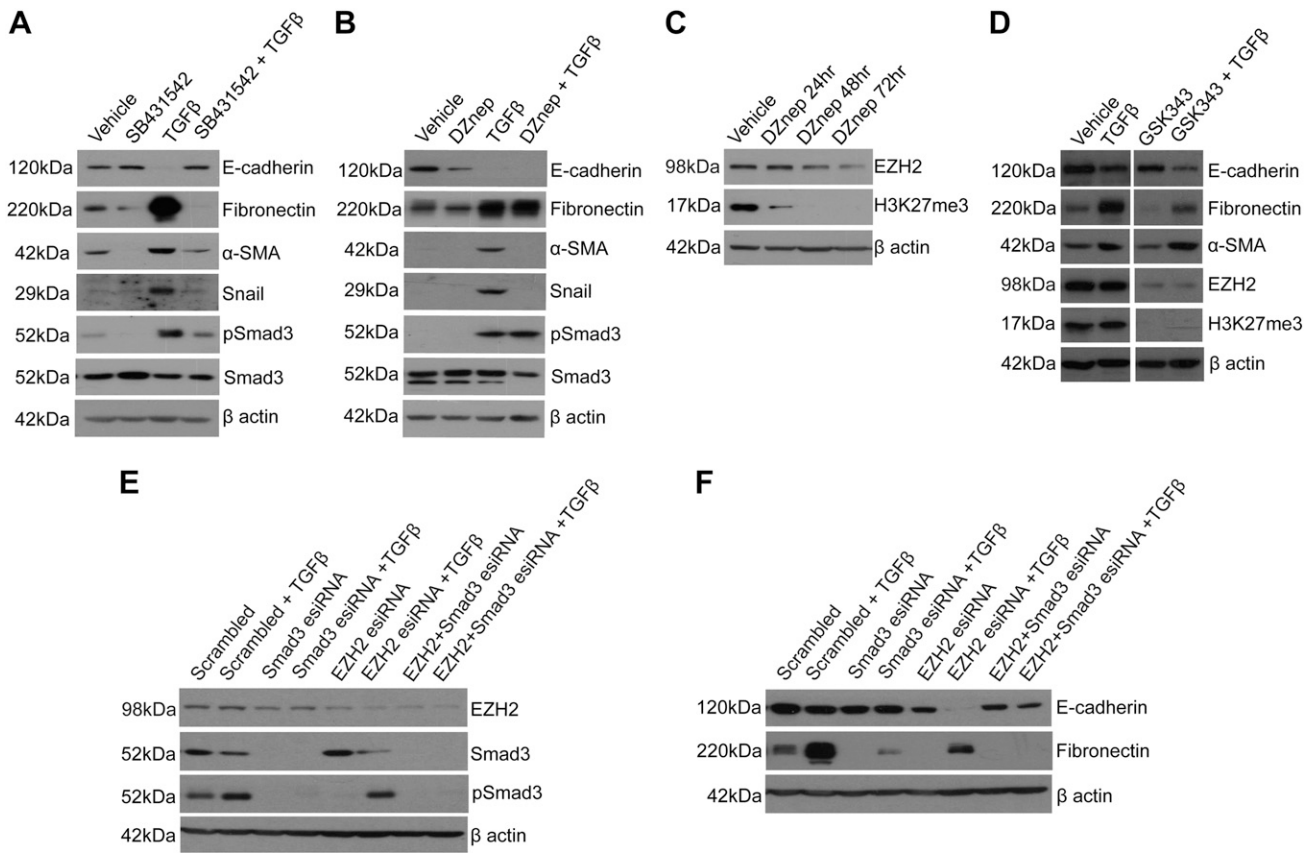 A
Vehicle
SB431542
TGFβ
SB431542 + TGFβ
120kDa
E-cadherin
220kDa
Fibronectin
42kDa
α-SMA
29kDa
Snail
52kDa
pSmad3
52kDa
Smad3
42kDa
β actin
B
Vehicle
DZnep
TGFβ
DZnep + TGFβ
120kDa
E-cadherin
220kDa
Fibronectin
42kDa
α-SMA
29kDa
Snail
52kDa
pSmad3
52kDa
Smad3
42kDa
β actin
C
Vehicle
DZnep 24hr
DZnep 48hr
DZnep 72hr
98kDa
EZH2
17kDa
H3K27me3
42kDa
β actin
D
Vehicle
TGFβ
GSK343
GSK343 + TGFβ
120kDa
E-cadherin
220kDa
Fibronectin
42kDa
α-SMA
98kDa
EZH2
17kDa
H3K27me3
42kDa
β actin
E
Scrambled
Scrambled + TGFβ
Smad3 esiRNA
Smad3 esiRNA +TGFβ
EZH2 esiRNA
EZH2 esiRNA +TGFβ
EZH2+Smad3 esiRNA
EZH2+Smad3 esiRNA +TGFβ
98kDa
EZH2
52kDa
Smad3
52kDa
pSmad3
42kDa
β actin
F
Scrambled
Scrambled + TGFβ
Smad3 esiRNA
Smad3 esiRNA +TGFβ
EZH2 esiRNA
EZH2 esiRNA +TGFβ
EZH2+Smad3 esiRNA
EZH2+Smad3 esiRNA +TGFβ
120kDa
E-cadherin
220kDa
Fibronectin
42kDa
β actin